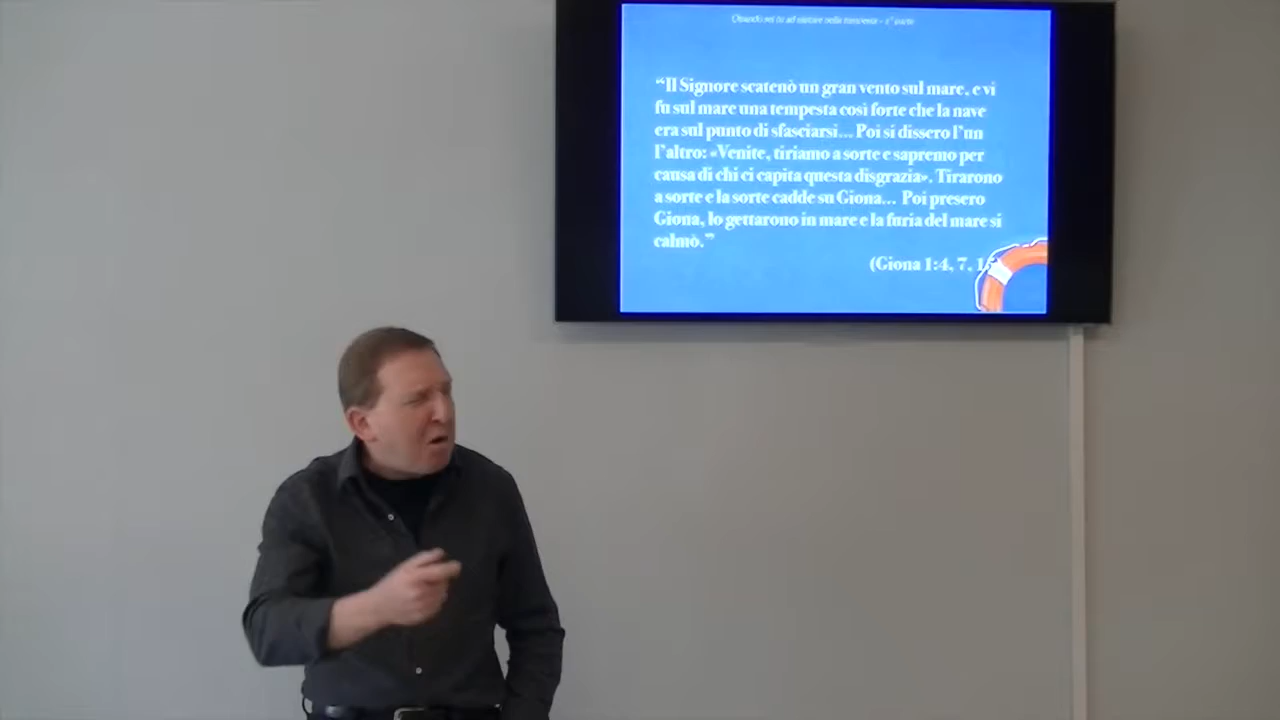 “Il Signore scatenò un gran vento sul mare, e vi
fu sul mare una tempesta così forte che la nave
era sul punto di sfasciarsi... Poi si dissero l’un
l’altro: «Venite, tiriamo a sorte e sapremo per
causa di chi ci capita questa disgrazia». Tirarono
a sorte e la sorte cadde su Giona... Poi presero
Giona, lo gettarono in mare e la furia del mare si
calmò.”
(Giona 1:4, 7,